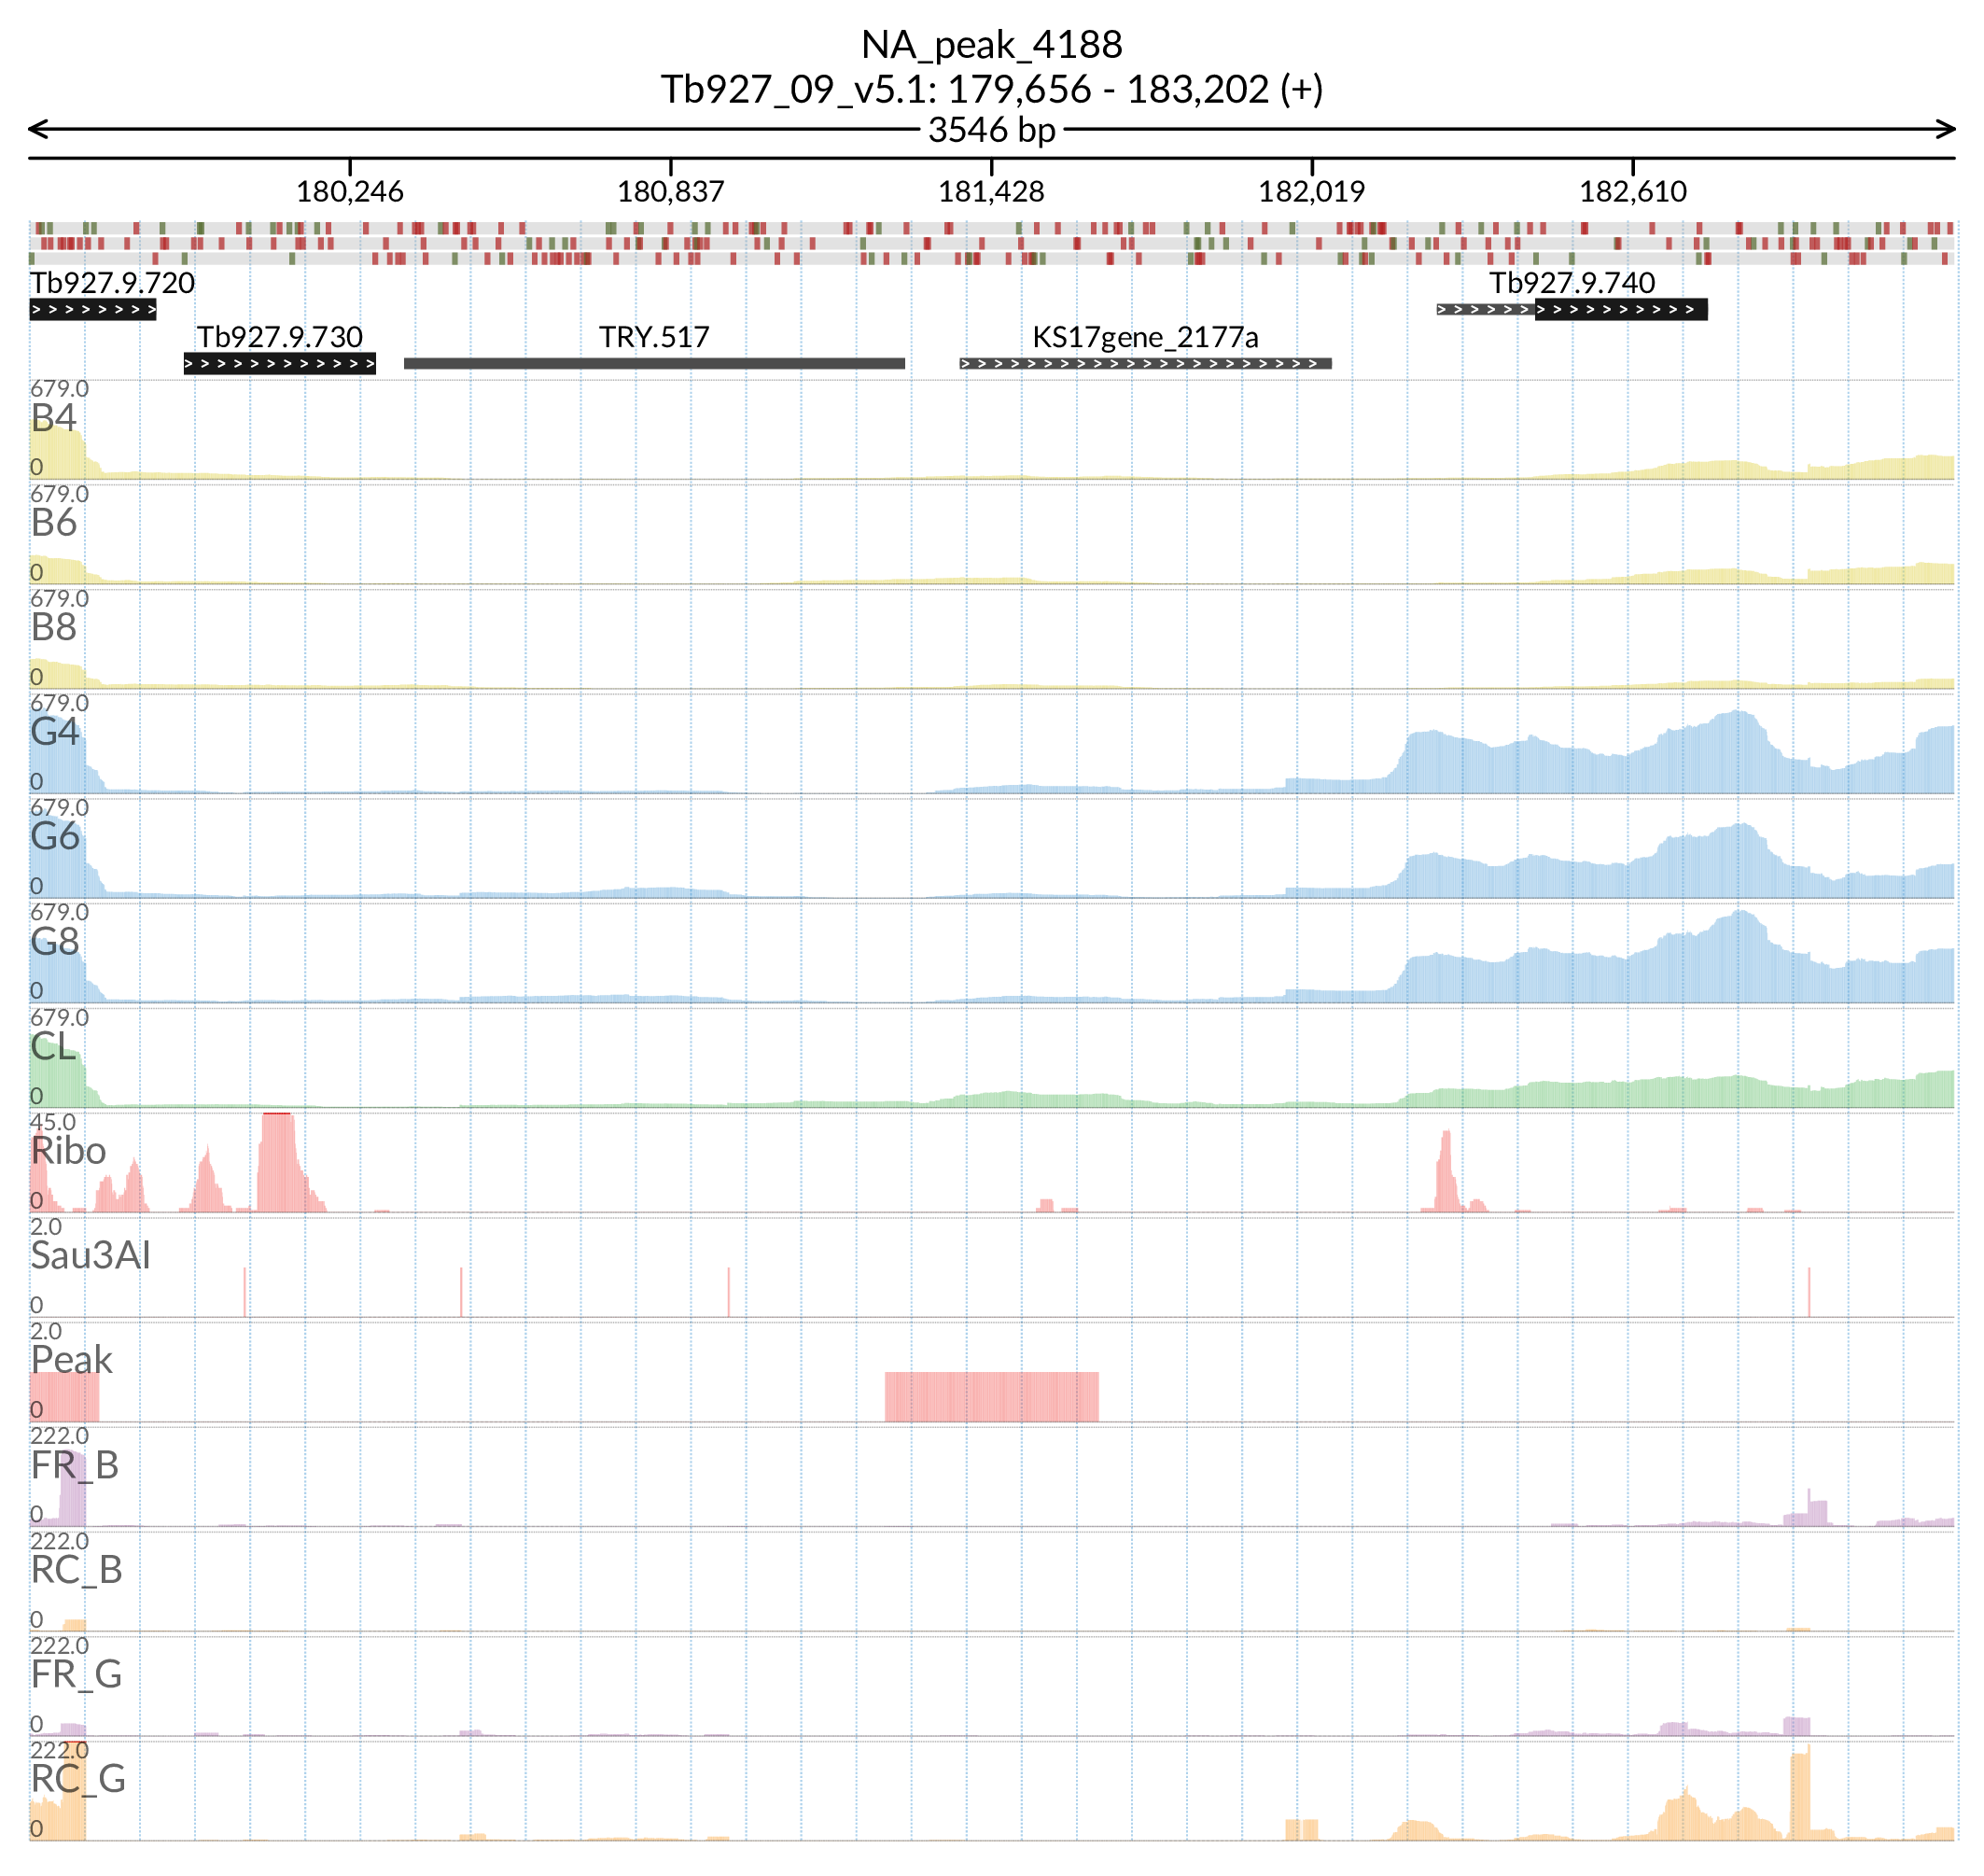 NA_peak_4188
Tb927_09_v5.1: 179,656 - 183,202 (+)
3546 bp
180,246 180,837 181,428 182,019 182,610
Tb927.9.720 Tb927.9.740
Tb927.9.730 TRY.517 KS17gene_2177a
679.0
B4
0
679.0
B6
0
679.0
B8
0
679.0
G4
0
679.0
G6
0
679.0
G8
0
679.0
CL
0
45.0
Ribo
0
2.0
Sau3AI
0
2.0
Peak
0
222.0
FR_B
0
222.0
RC_B
0
222.0
FR_G
0
222.0
RC_G
0